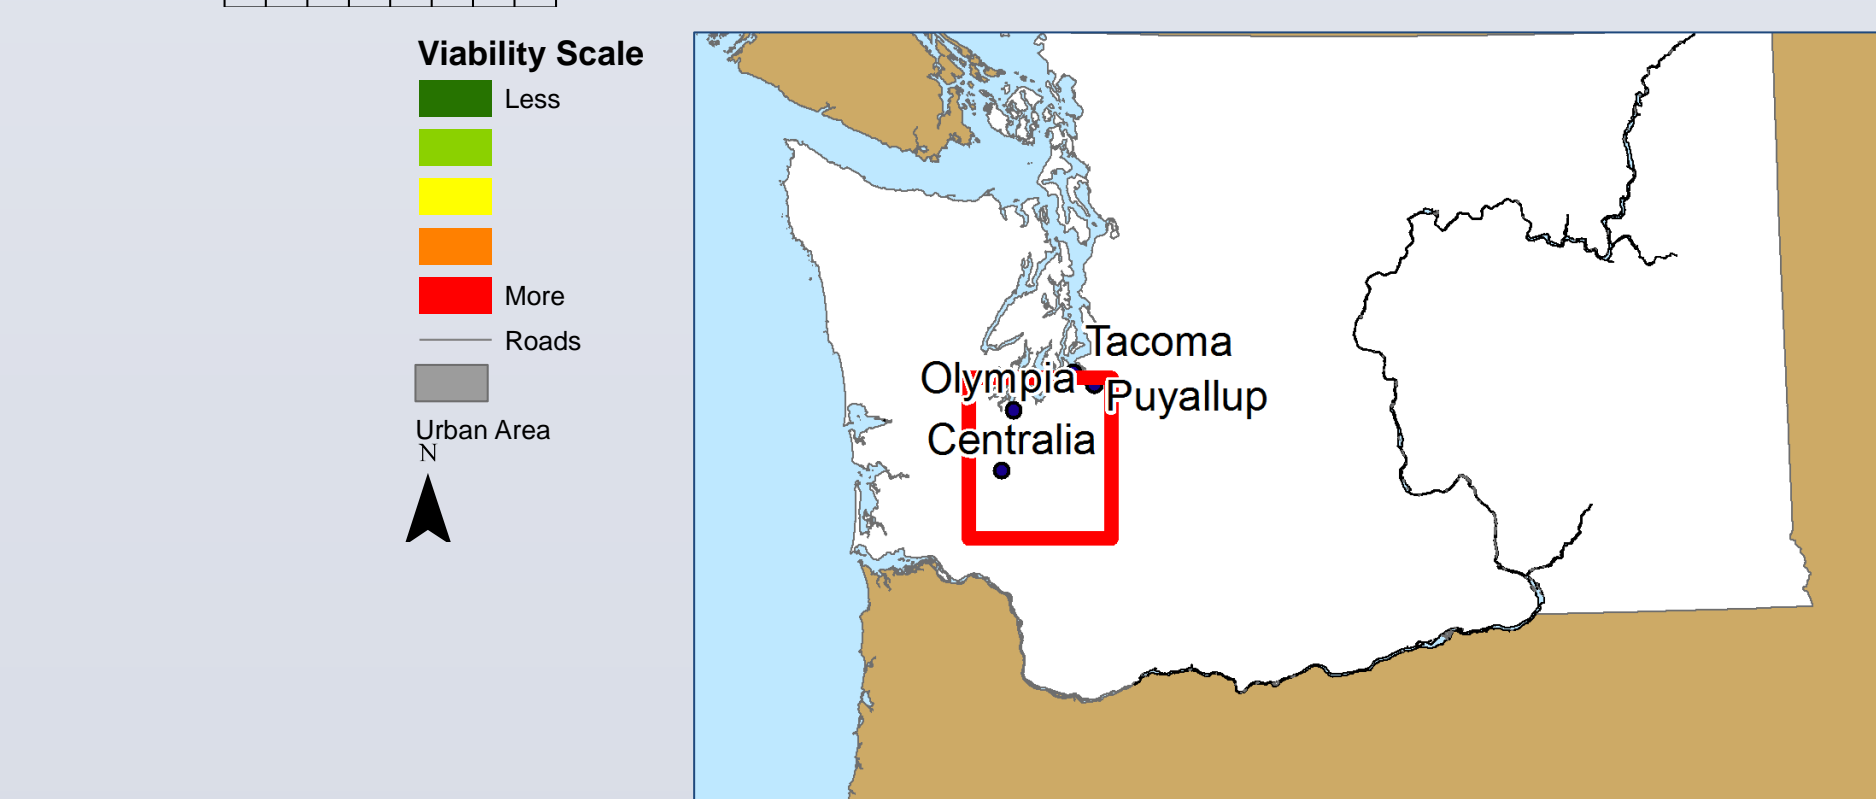 Viability Scale
Less
More
Roads
Urban Area
N
Tacoma
Olympia
Puyallup
Centralia